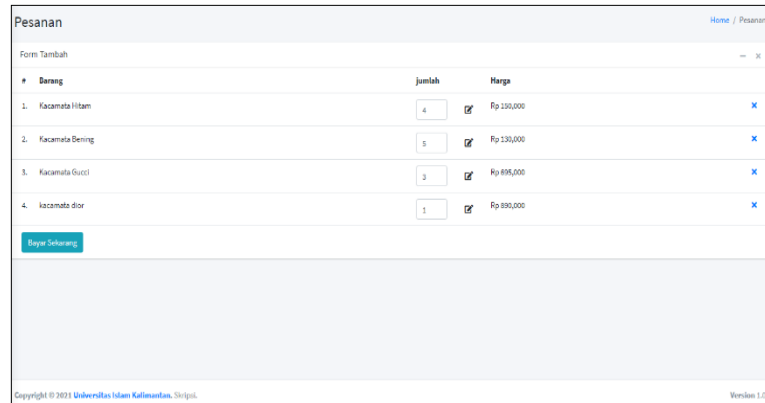 Pesanan
Home / Pesanan
Form Tambah
# Barang jumlah Harga
1. Kacamata Hitam 4 Rp 150,000
2. Kacamata Bening 5 Rp 130,000
3. Kacamata Gucci 3 Rp 695,000
4. kacamata dior 1 Rp 890,000
Bayar Sekarang
Copyright © 2021 Universitas Islam Kalimantan. Skripsi.
Version 1.0